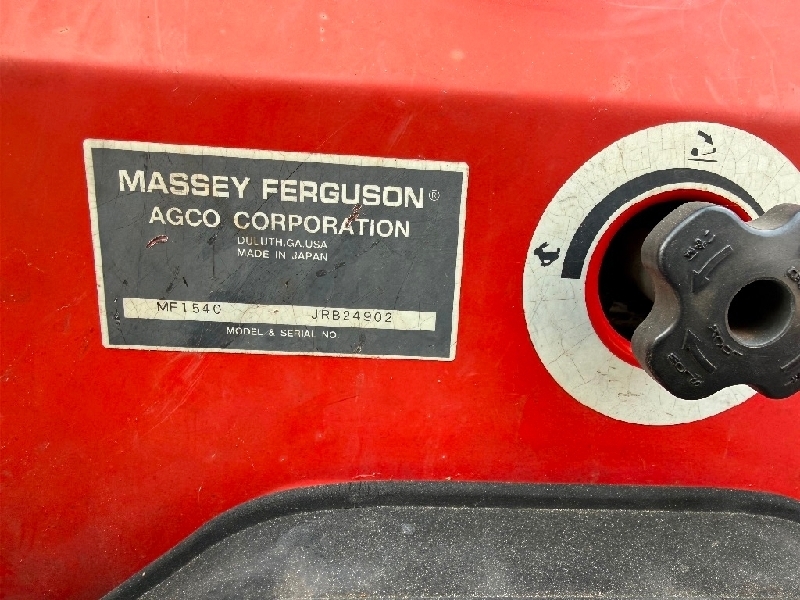 MASSEY FERGUSON®
AGCO CORPORATION
DULUTH, GA. USA
MADE IN JAPAN
MF1540 JRB24902
MODEL & SERIAL NO.